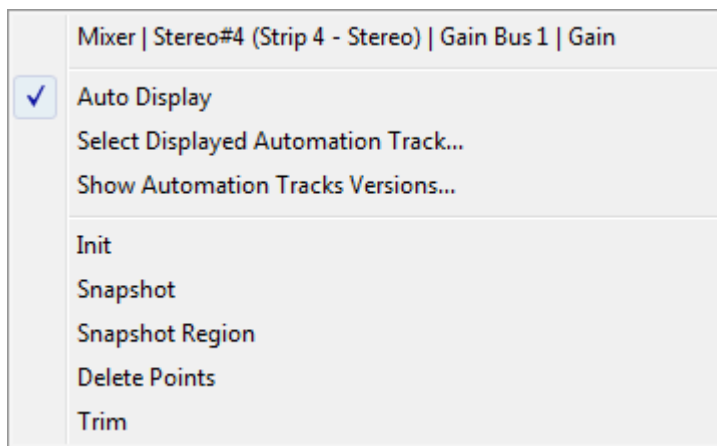 Mixer | Stereo#4 (Strip 4 - Stereo) | Gain Bus 1 | Gain
Auto Display
Select Displayed Automation Track...
Show Automation Tracks Versions...
Init
Snapshot
Snapshot Region
Delete Points
Trim